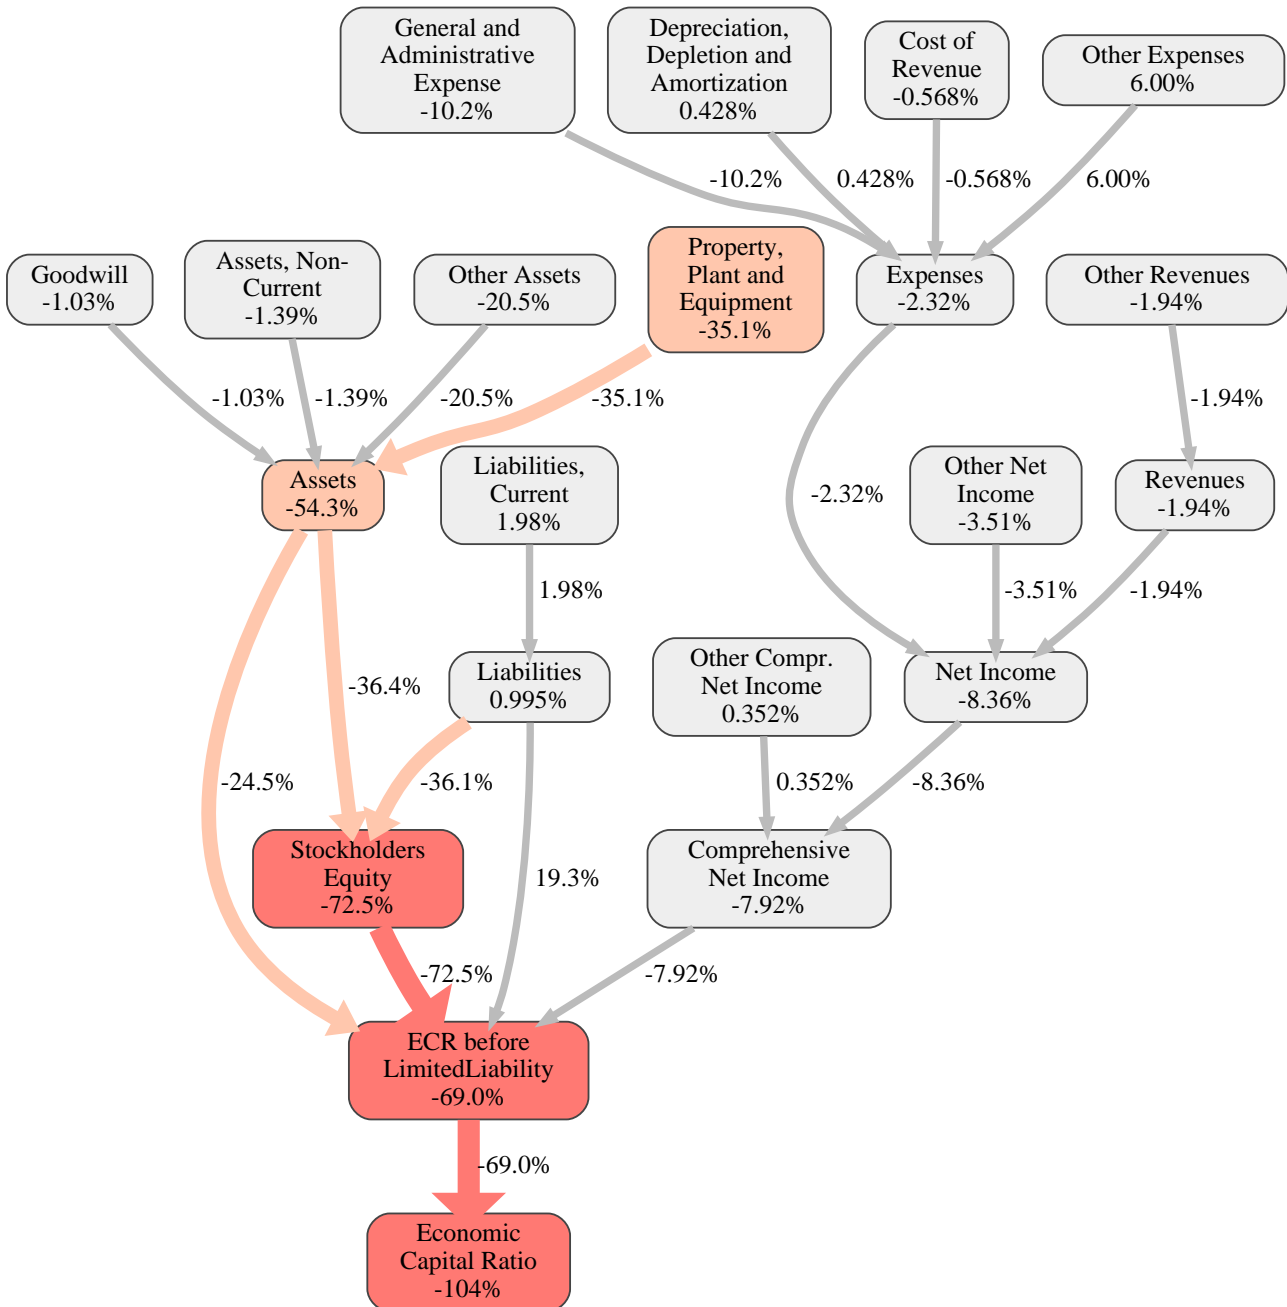 General and
Administrative
Expense
-10.2%
Depreciation,
Depletion and
Amortization
0.428%
Cost of
Revenue
-0.568%
Other Expenses
6.00%
-10.2%
0.428%
-0.568%
6.00%
Goodwill
-1.03%
Assets, Non-
Current
-1.39%
Other Assets
-20.5%
Property,
Plant and
Equipment
-35.1%
Expenses
-2.32%
Other Revenues
-1.94%
-1.03%
-1.39%
-20.5%
-35.1%
-1.94%
Assets
-54.3%
Liabilities,
Current
1.98%
-2.32%
Other Net
Income
-3.51%
Revenues
-1.94%
1.98%
-3.51%
-1.94%
-36.4%
Liabilities
0.995%
Other Compr.
Net Income
0.352%
Net Income
-8.36%
-24.5%
-36.1%
0.352%
-8.36%
Stockholders
Equity
-72.5%
19.3%
Comprehensive
Net Income
-7.92%
-72.5%
-7.92%
ECR before
LimitedLiability
-69.0%
-69.0%
Economic
Capital Ratio
-104%